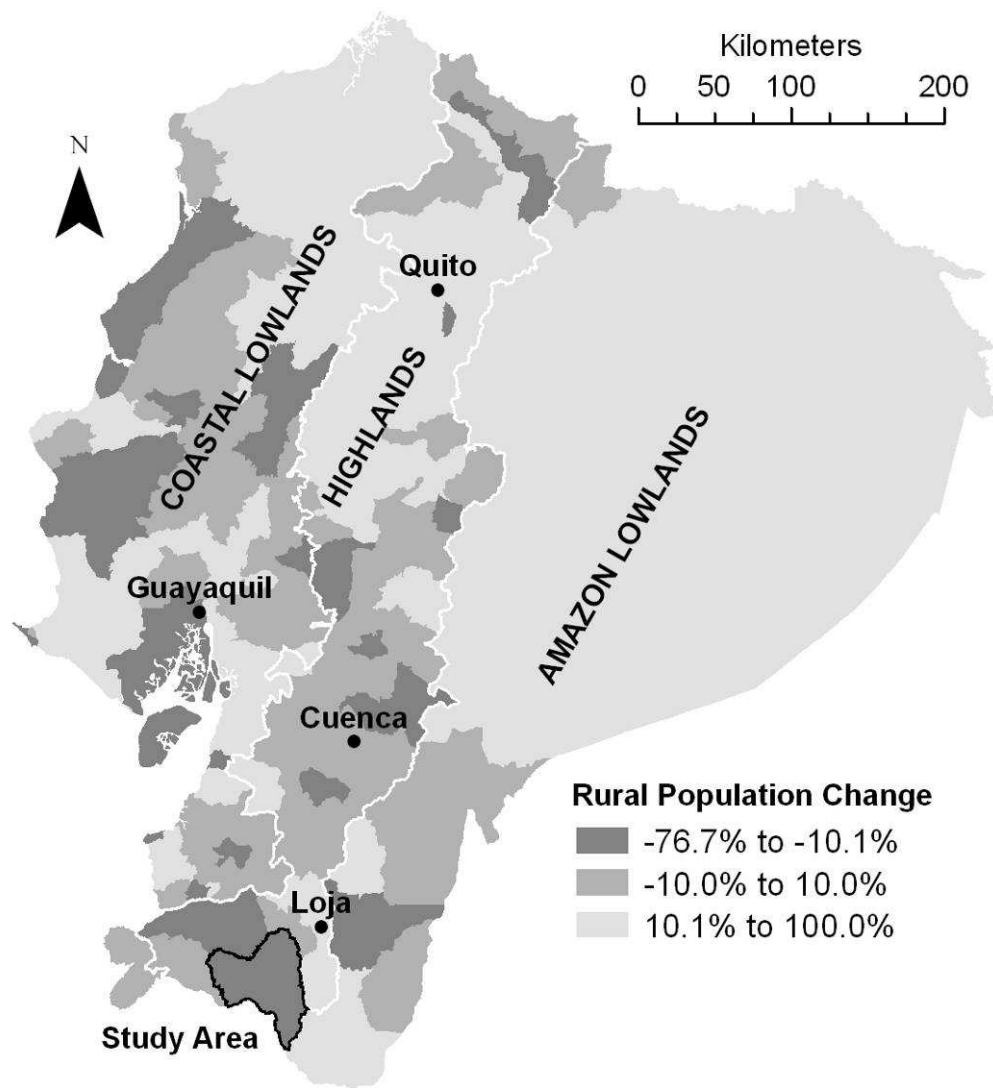 Kilometers
0 50 100 200
N
Quito
COASTAL LOWLANDS
HIGHLANDS
AMAZON LOWLANDS
Guayaquil
Cuenca
Rural Population Change
-76.7% to -10.1%
-10.0% to 10.0%
10.1% to 100.0%
Loja
Study Area